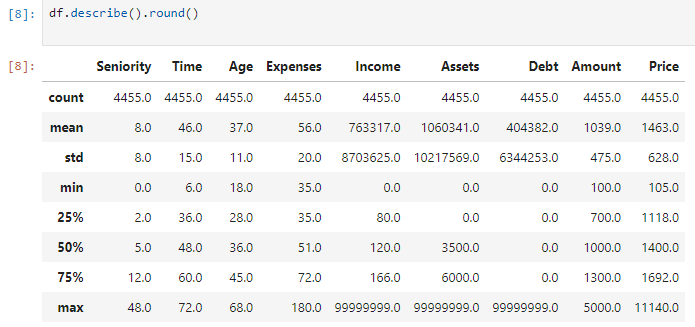 [8]: df.describe().round()
[8]: Seniority Time Age Expenses Income Assets Debt Amount Price
count 4455.0 4455.0 4455.0 4455.0 4455.0 4455.0 4455.0 4455.0 4455.0
mean 8.0 46.0 37.0 56.0 763317.0 1060341.0 404382.0 1039.0 1463.0
std 8.0 15.0 11.0 20.0 8703625.0 10217569.0 6344253.0 475.0 628.0
min 0.0 6.0 18.0 35.0 0.0 0.0 0.0 100.0 105.0
25% 2.0 36.0 28.0 35.0 80.0 0.0 0.0 700.0 1118.0
50% 5.0 48.0 36.0 51.0 120.0 3500.0 0.0 1000.0 1400.0
75% 12.0 60.0 45.0 72.0 166.0 6000.0 0.0 1300.0 1692.0
max 48.0 72.0 68.0 180.0 99999999.0 99999999.0 99999999.0 5000.0 11140.0